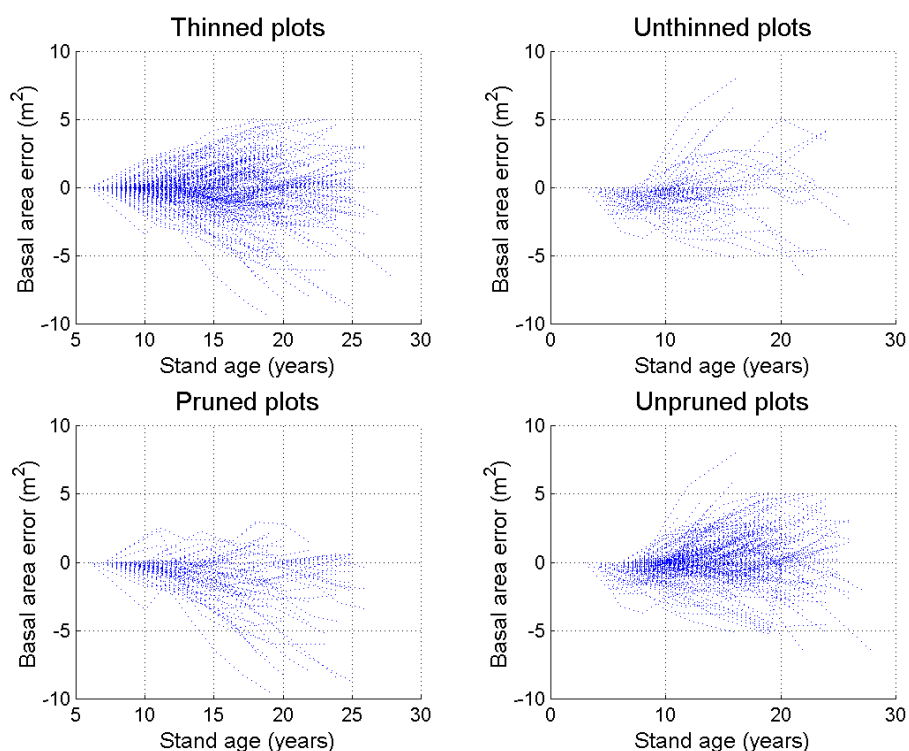 Thinned plots
10
5
0
-5
-10
Basal area error (m²)
5 10 15 20 25 30
Stand age (years)
Unthinned plots
10
5
0
-5
-10
Basal area error (m²)
0 10 20 30
Stand age (years)
Pruned plots
10
5
0
-5
-10
Basal area error (m²)
5 10 15 20 25 30
Stand age (years)
Unpruned plots
10
5
0
-5
-10
Basal area error (m²)
0 10 20 30
Stand age (years)